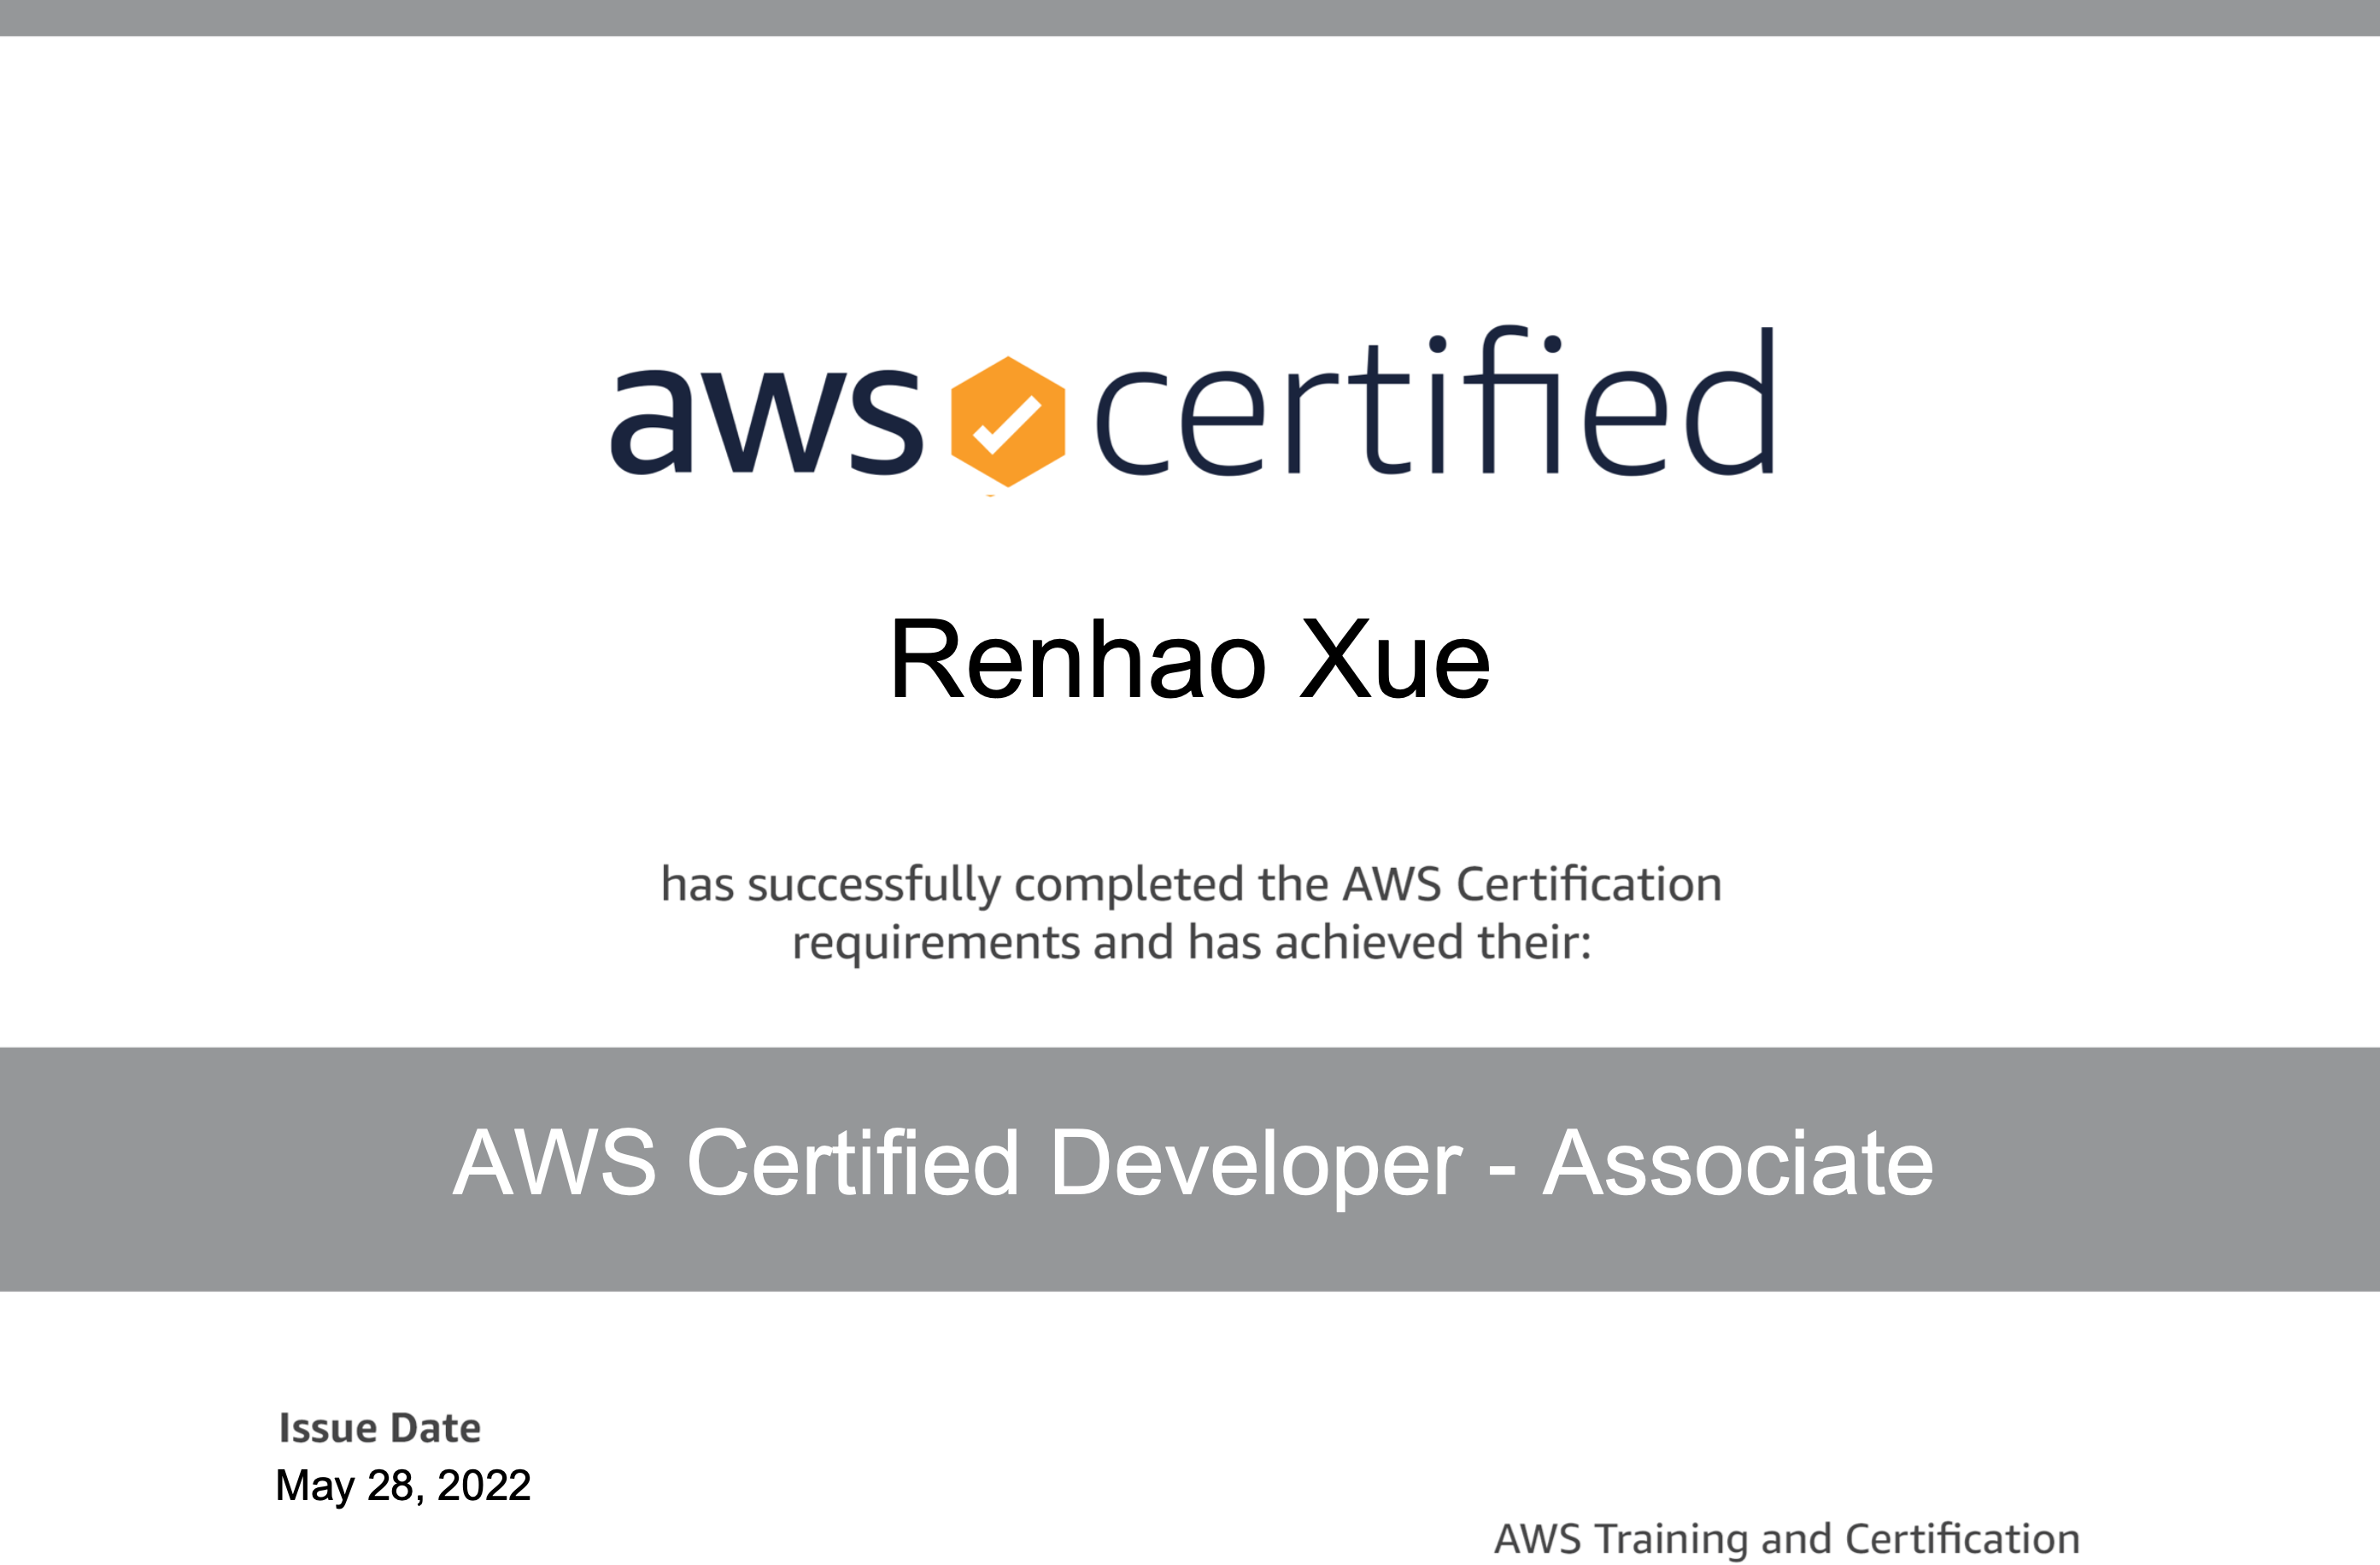 aws certified
Renhao Xue
has successfully completed the AWS Certification
requirements and has achieved their:
AWS Certified Developer - Associate
Issue Date
May 28, 2022
AWS Training and Certification